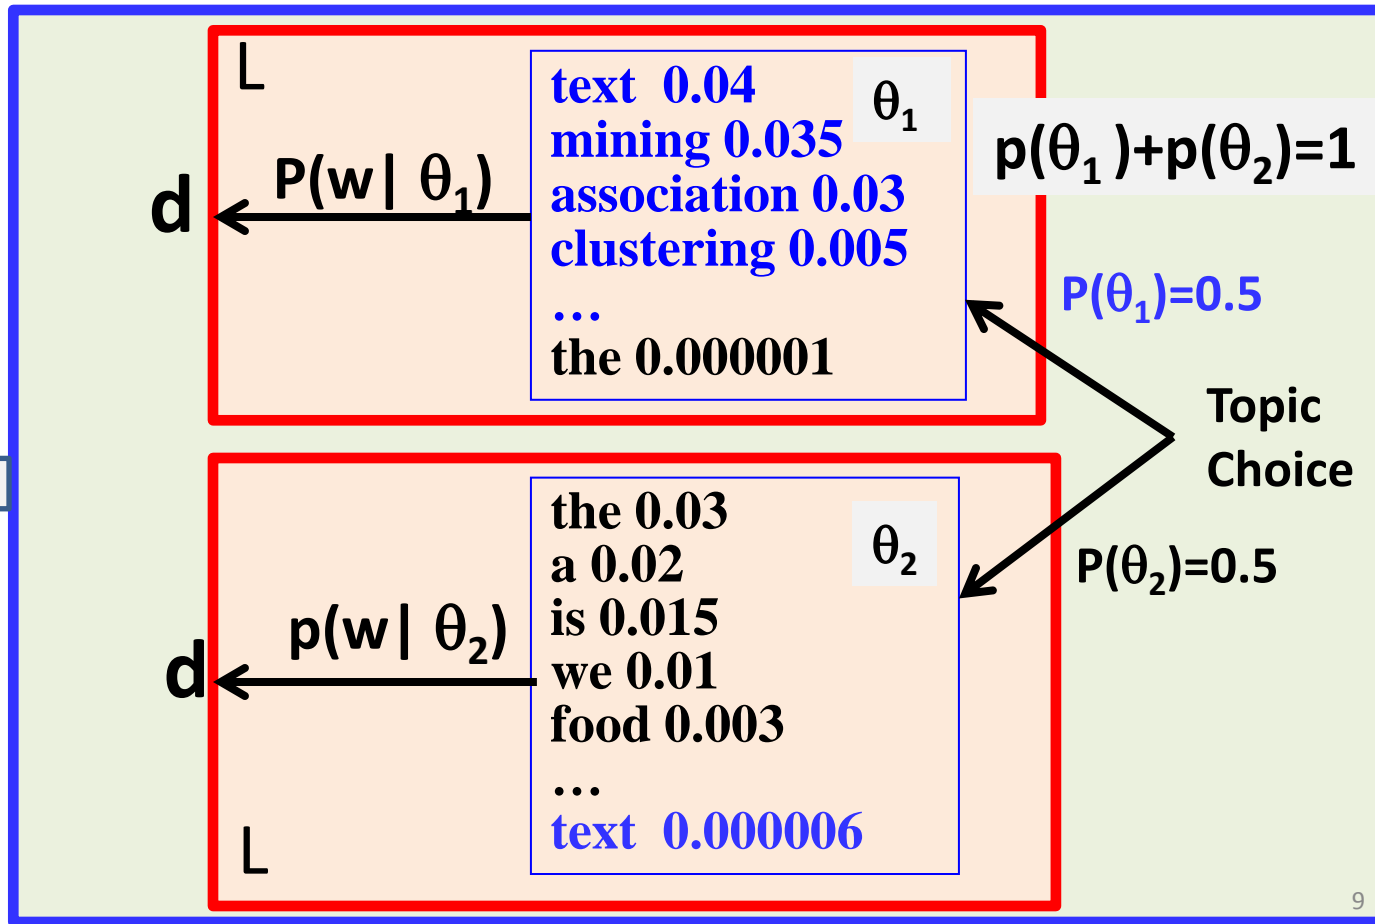 L
text 0.04
mining 0.035
association 0.03
clustering 0.005
…
the 0.000001
θ₁
d
P(w| θ₁)
p(θ₁ )+p(θ₂)=1
P(θ₁)=0.5
Topic
Choice
P(θ₂)=0.5
the 0.03
a 0.02
is 0.015
we 0.01
food 0.003
…
text 0.000006
θ₂
d
p(w| θ₂)
L
9